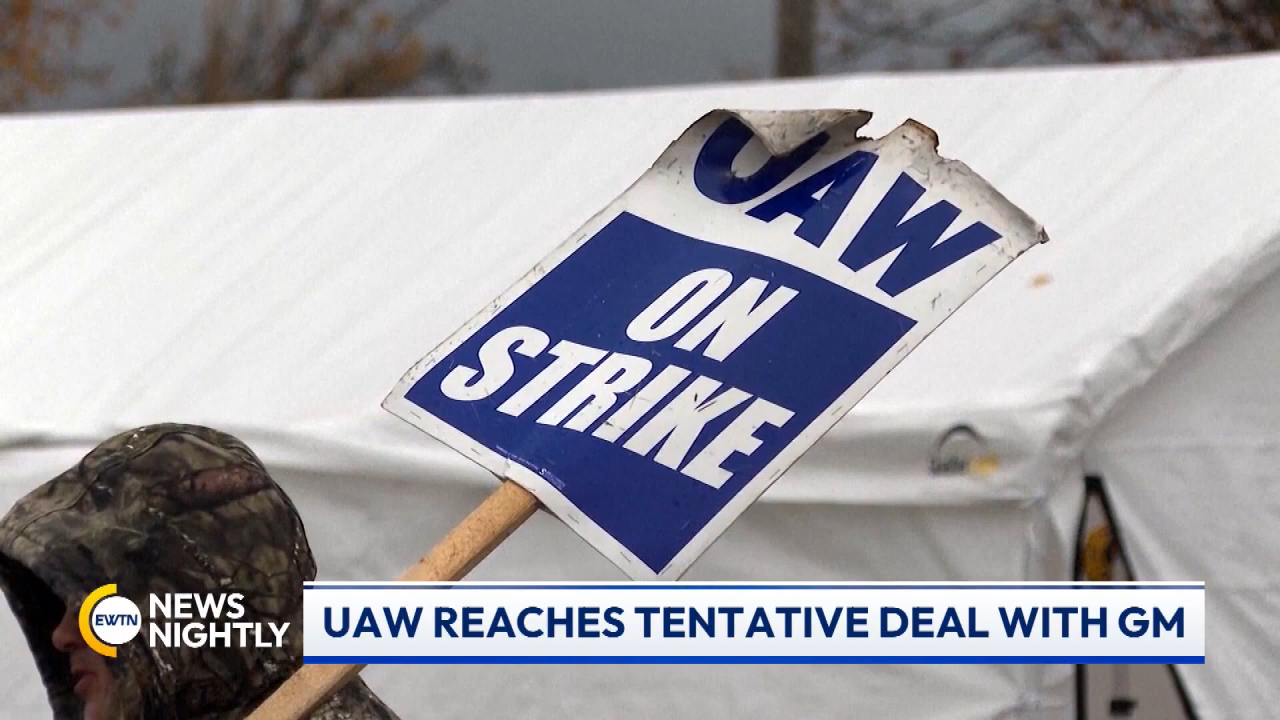 UAW
ON
STRIKE
EWTN
NEWS
NIGHTLY
UAW REACHES TENTATIVE DEAL WITH GM